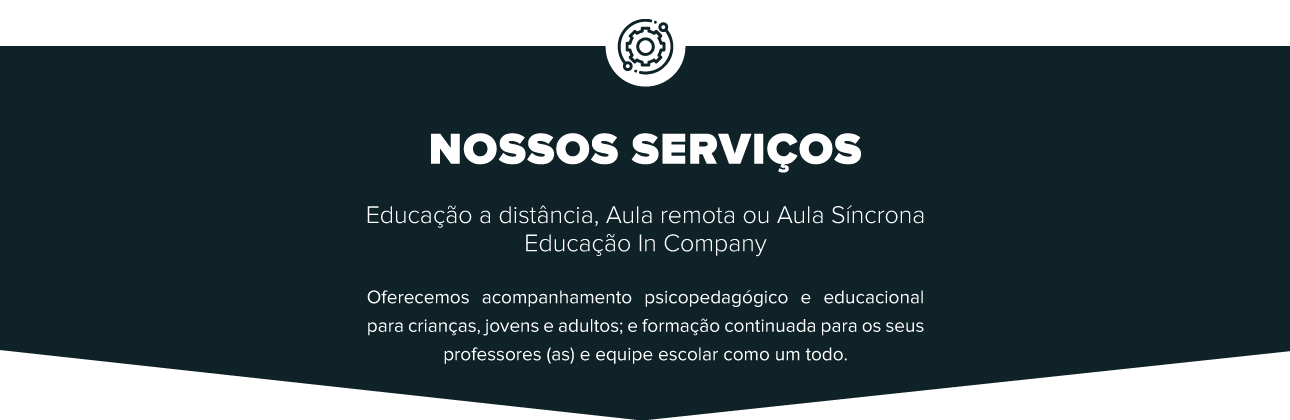 NOSSOS SERVIÇOS
Educação a distância, Aula remota ou Aula Síncrona
Educação In Company
Oferecemos acompanhamento psicopedagógico e educacional
para crianças, jovens e adultos; e formação continuada para os seus
professores (as) e equipe escolar como um todo.